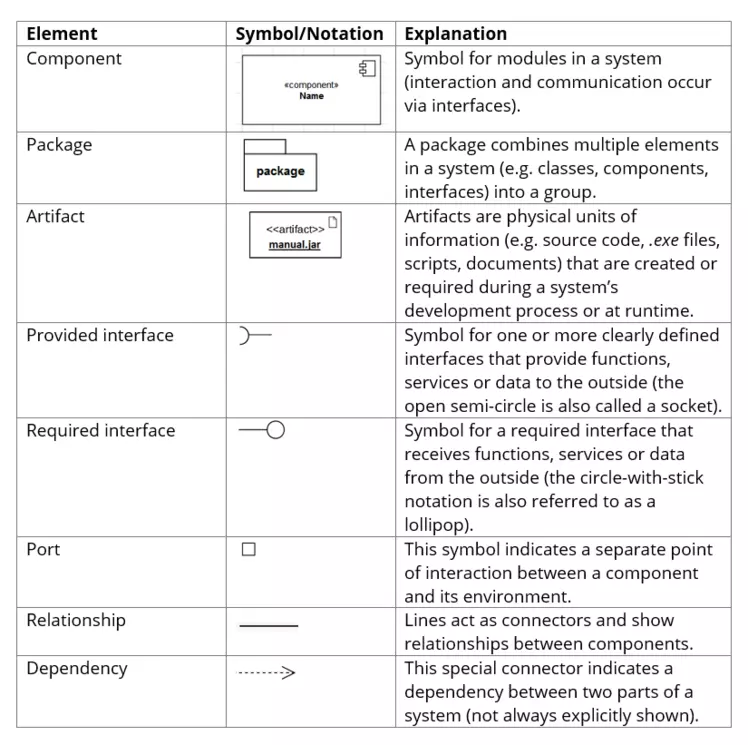 Element Symbol/Notation Explanation
Component
«component»
Name
Symbol for modules in a system
(interaction and communication occur
via interfaces).
Package
package
A package combines multiple elements
in a system (e.g. classes, components,
interfaces) into a group.
Artifact
<<artifact>>
manual.jar
Artifacts are physical units of
information (e.g. source code, .exe files,
scripts, documents) that are created or
required during a system’s
development process or at runtime.
Provided interface
Symbol for one or more clearly defined
interfaces that provide functions,
services or data to the outside (the
open semi-circle is also called a socket).
Required interface
Symbol for a required interface that
receives functions, services or data
from the outside (the circle-with-stick
notation is also referred to as a
lollipop).
Port
This symbol indicates a separate point
of interaction between a component
and its environment.
Relationship
Lines act as connectors and show
relationships between components.
Dependency
This special connector indicates a
dependency between two parts of a
system (not always explicitly shown).